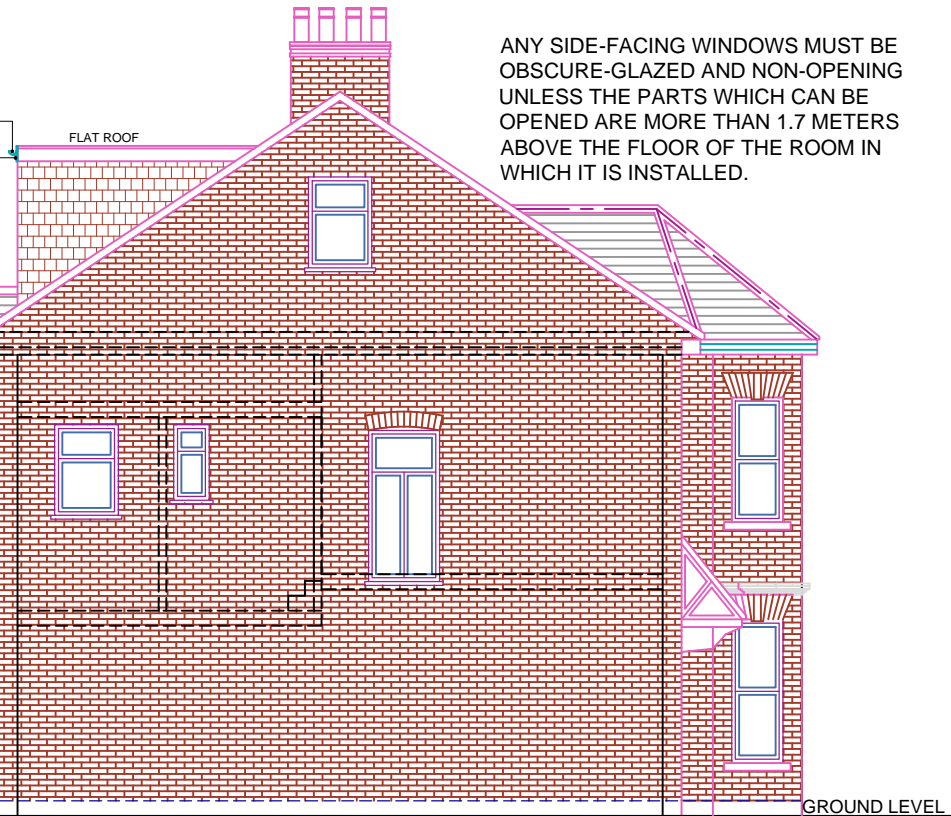 ANY SIDE-FACING WINDOWS MUST BE
OBSCURE-GLAZED AND NON-OPENING
UNLESS THE PARTS WHICH CAN BE
OPENED ARE MORE THAN 1.7 METERS
ABOVE THE FLOOR OF THE ROOM IN
WHICH IT IS INSTALLED.
FLAT ROOF
GROUND LEVEL